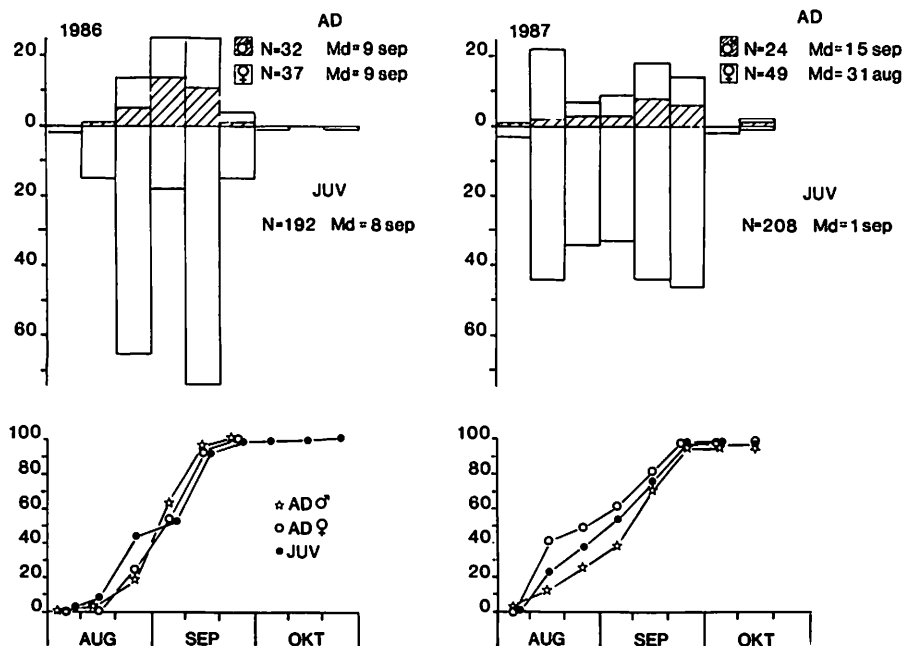 1986
AD
♂ N=32 Md=9 sep
♀ N=37 Md=9 sep
20
0
20
40
60
JUV
N=192 Md=8 sep
1987
AD
♂ N=24 Md=15 sep
♀ N=49 Md=31 aug
20
0
20
40
60
JUV
N=208 Md=1 sep
100
80
60
40
20
0
☆ AD ♂
○ AD ♀
● JUV
AUG SEP OKT
100
80
60
40
20
0
AUG SEP OKT